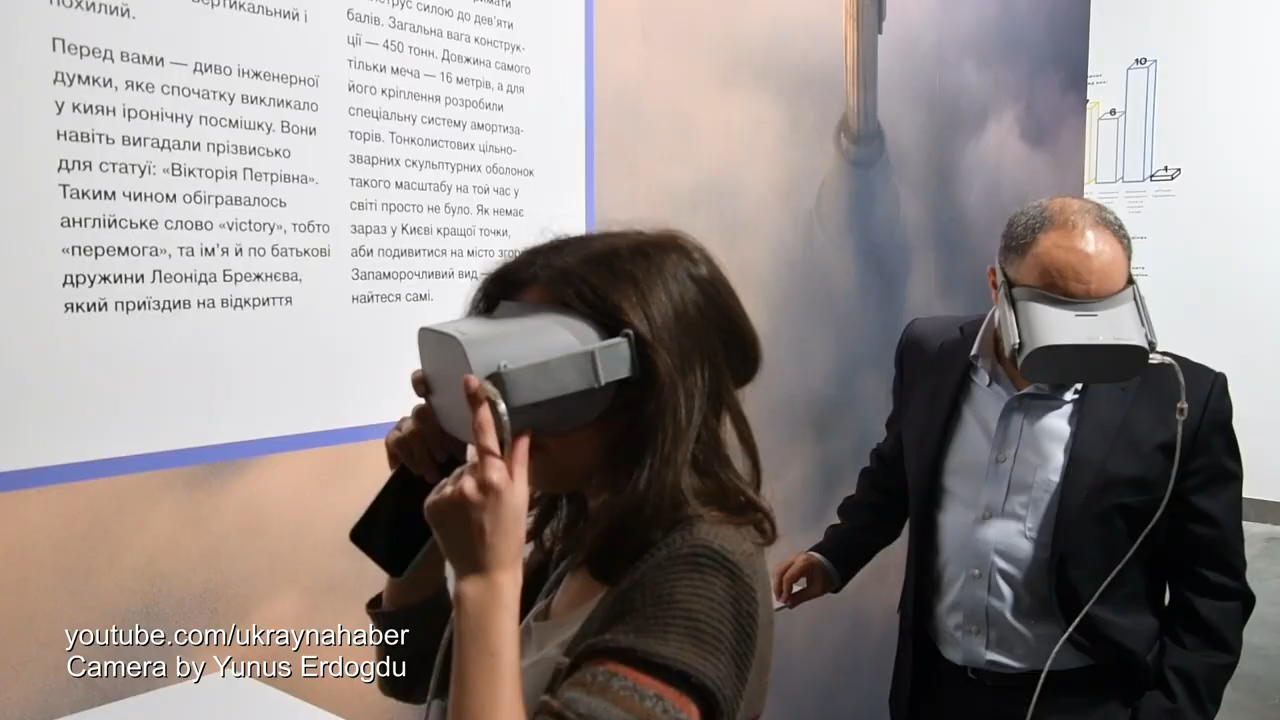 похилий.
вертикальний і
Перед вами — диво інженерної
думки, яке спочатку викликало
у киян іронічну посмішку. Вони
навіть вигадали прізвисько
для статуї: «Вікторія Петрівна».
Таким чином обігравалось
англійське слово «victory», тобто
«перемога», та ім’я й по батькові
дружини Леоніда Брежнєва,
який приїздив на відкриття
силою до дев’яти
балів. Загальна вага конструк-
ції — 450 тонн. Довжина самого
тільки меча — 16 метрів, а для
його кріплення розробили
спеціальну систему амортиза-
торів. Тонколистових цільно-
зварних скульптурних оболонок
такого масштабу на той час у
світі просто не було. Як немає
зараз у Києві кращої точки,
аби подивитися на місто
Запаморочливий вид —
найтеся самі.
10
6
1
youtube.com/ukraynahaber
Camera by Yunus Erdogdu